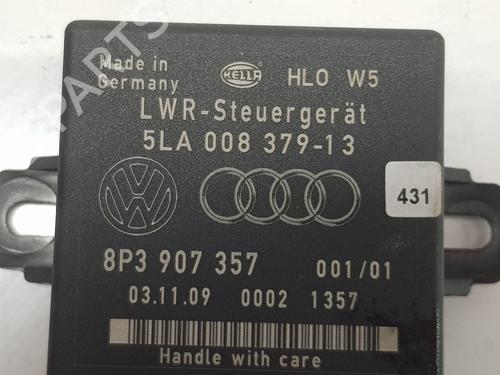 Made in
Germany
HELLA
HLO W5
LWR-Steuergerät
5LA 008 379-13
431
8P3 907 357
001/01
03.11.09 0002 1357
Handle with care
PARTS